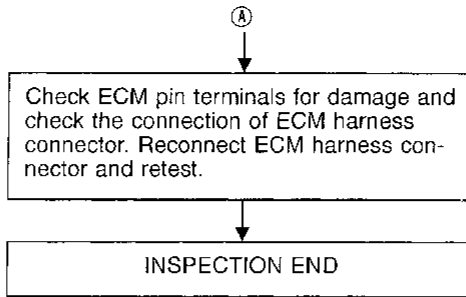 A
Check ECM pin terminals for damage and
check the connection of ECM harness
connector. Reconnect ECM harness con-
nector and retest.
INSPECTION END